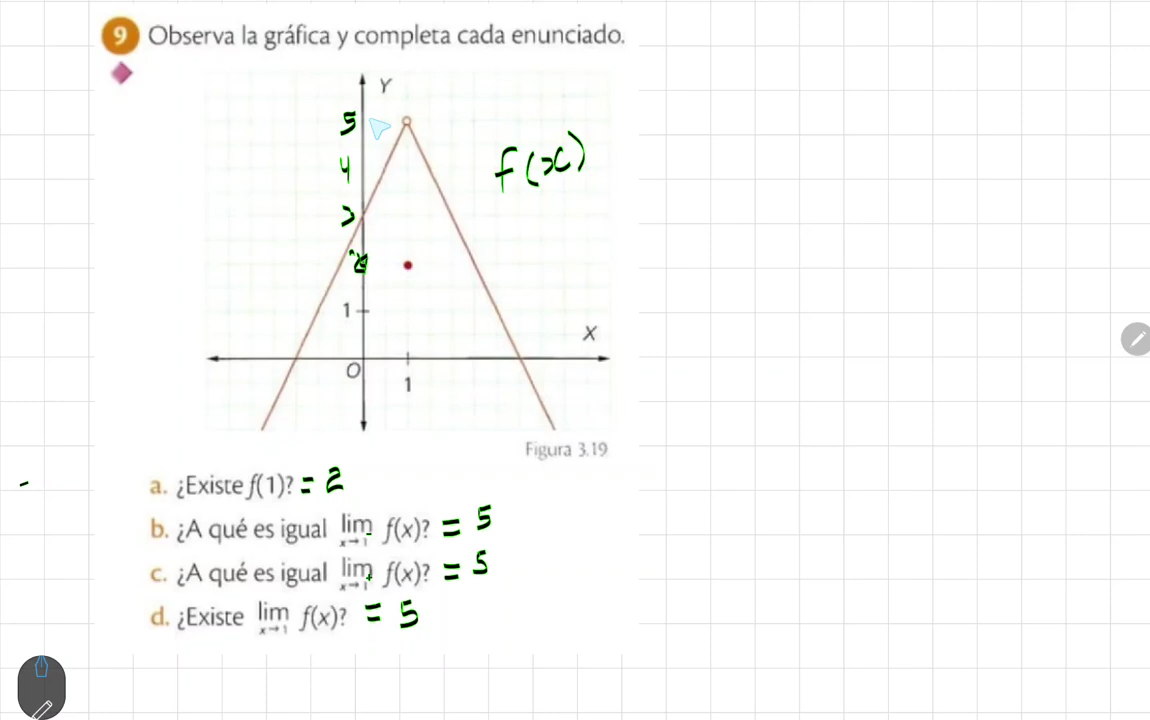 9 Observa la gráfica y completa cada enunciado.
Y
5
4
3
2
1
f(x)
X
O
1
Figura 3.19
a. ¿Existe f(1)? = 2
b. ¿A qué es igual lim x→1⁻ f(x)? = 5
c. ¿A qué es igual lim x→1⁺ f(x)? = 5
d. ¿Existe lim x→1 f(x)? = 5